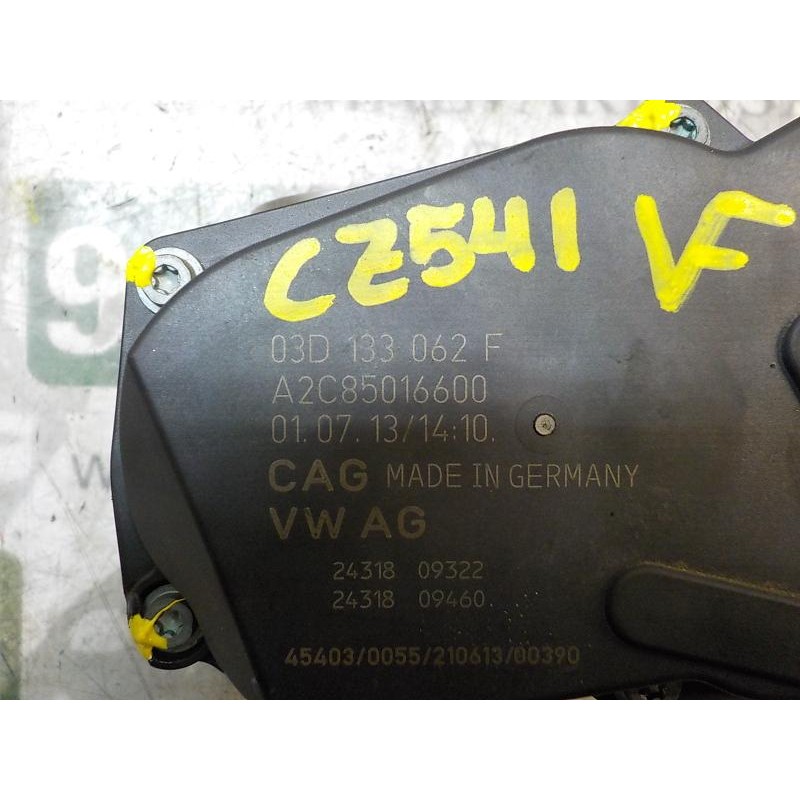 CZ541 VF
03D 133 062 F
A2C85016600
01.07.13/14:10.
CAG MADE IN GERMANY
VW AG
24318 09322
24318 09460
45403/0055/210613/00390